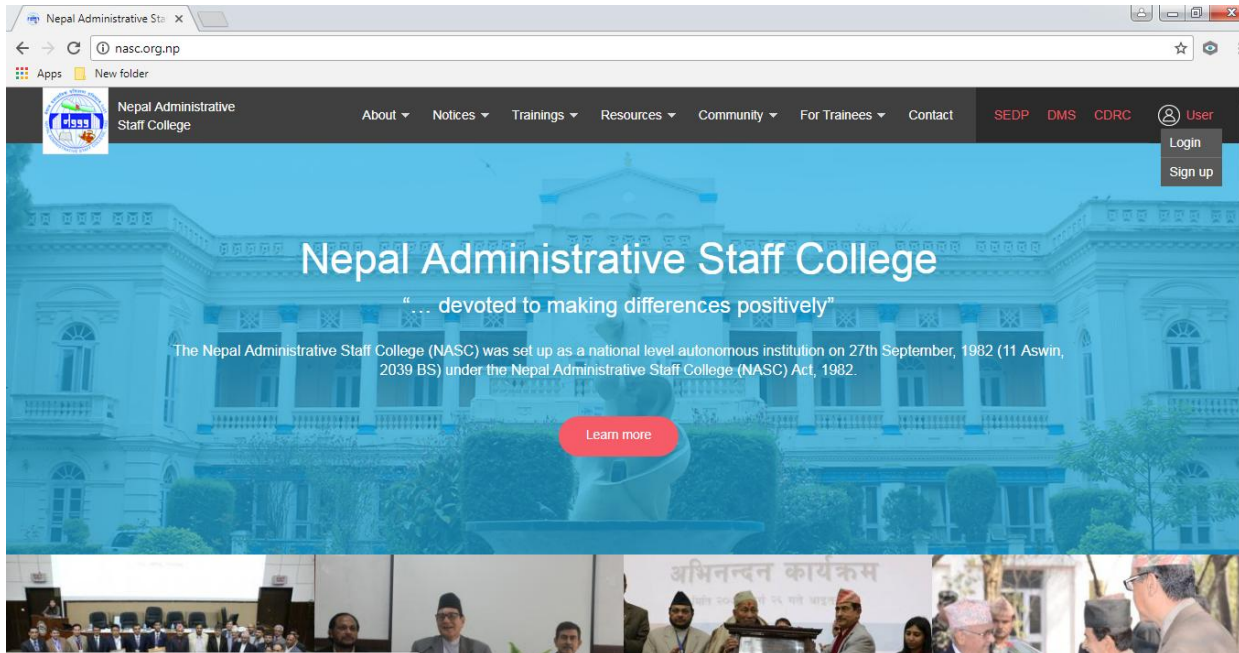 Nepal Administrative Sta
nasc.org.np
Apps New folder
Nepal Administrative
Staff College
About Notices Trainings Resources Community For Trainees Contact SEDP DMS CDRC User
Login
Sign up
Nepal Administrative Staff College
“… devoted to making differences positively”
The Nepal Administrative Staff College (NASC) was set up as a national level autonomous institution on 27th September, 1982 (11 Aswin,
2039 BS) under the Nepal Administrative Staff College (NASC) Act, 1982.
Learn more
अभिनन्दन कार्यक्रम